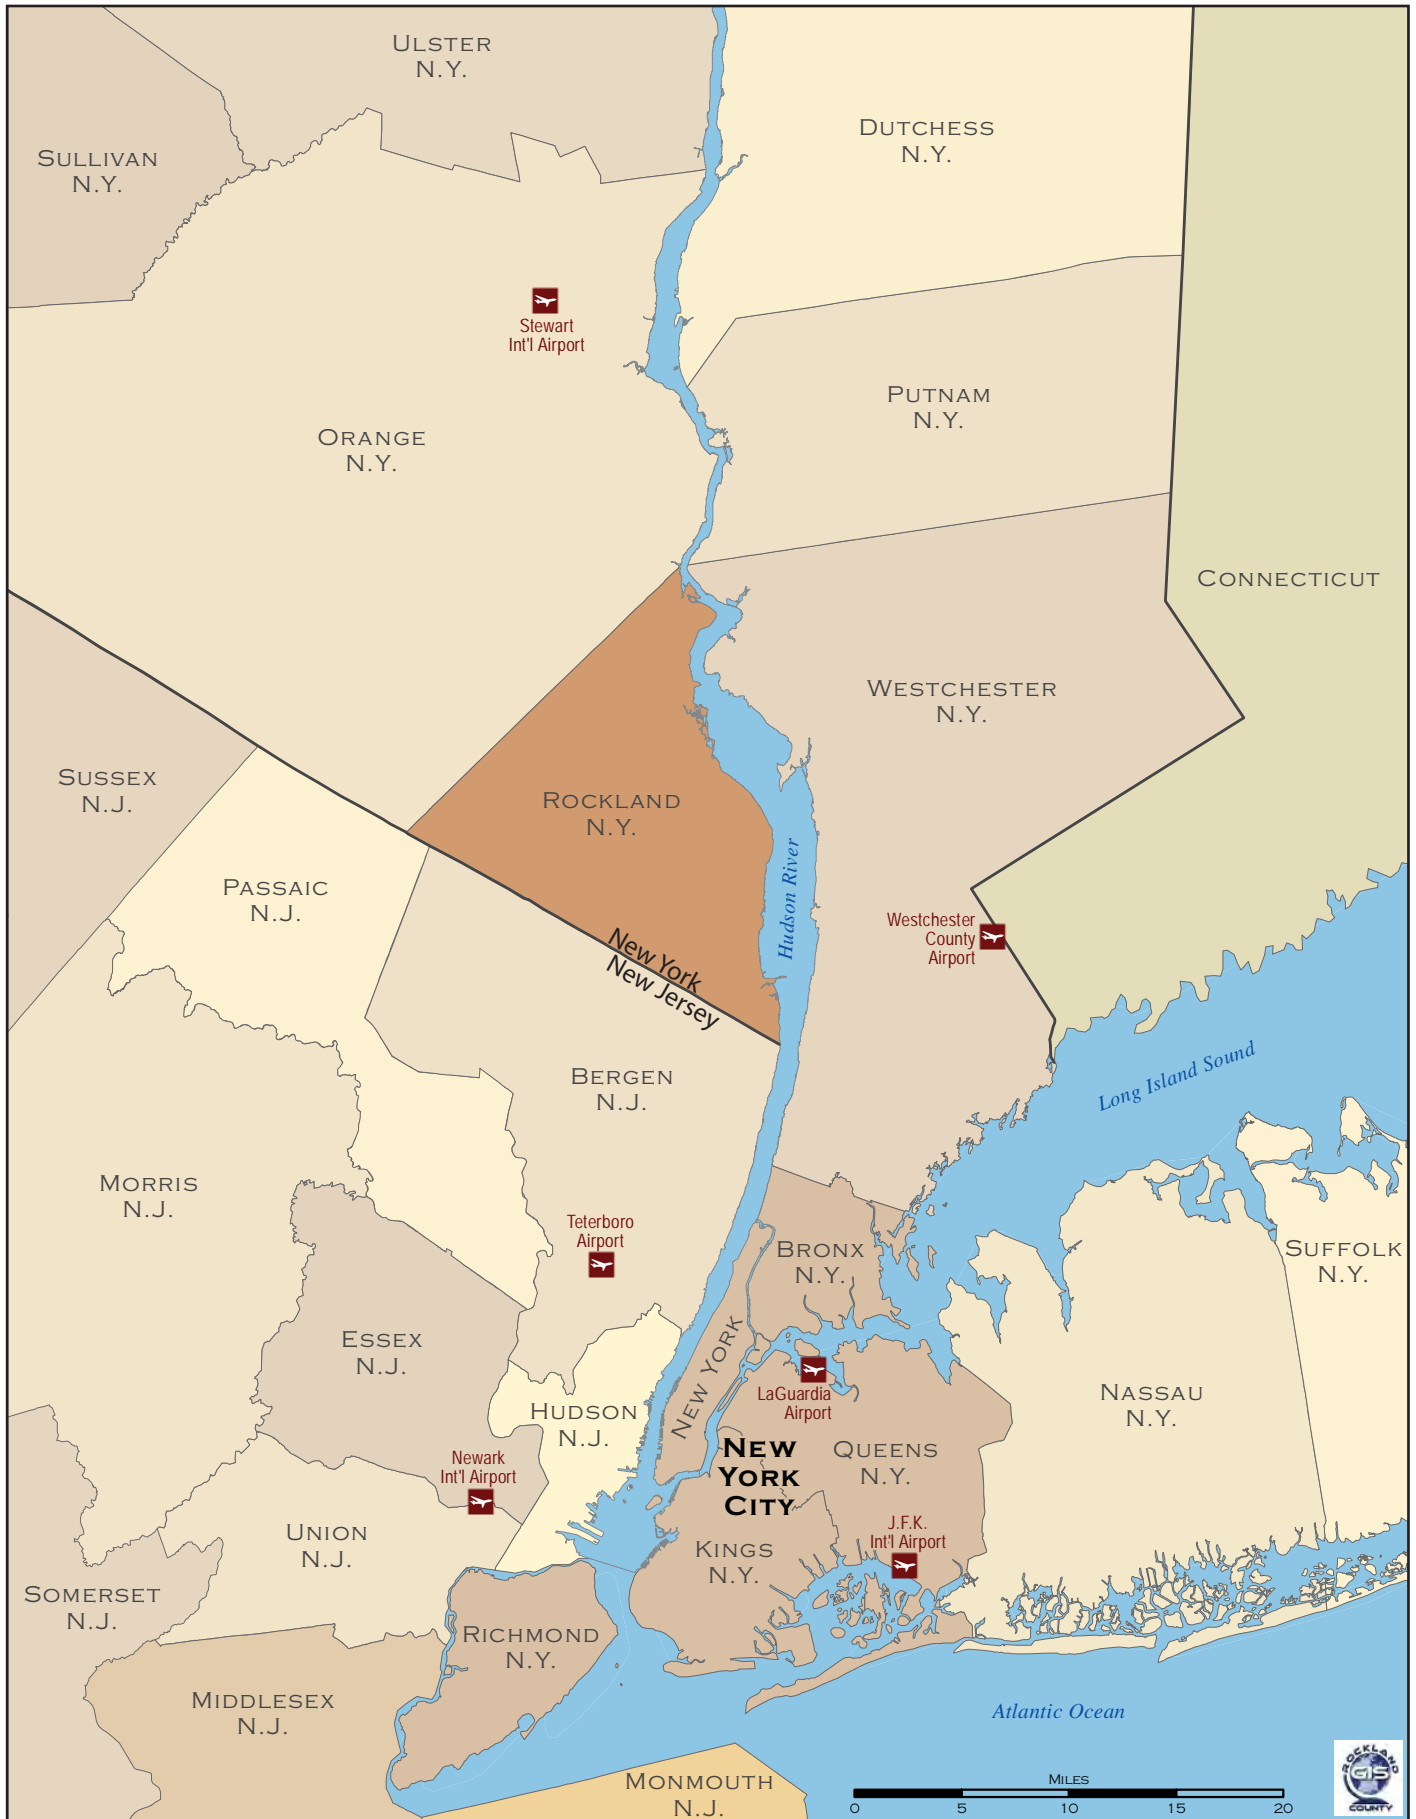 ULSTER
N.Y.
DUTCHESS
N.Y.
SULLIVAN
N.Y.
Stewart
Int'l Airport
PUTNAM
N.Y.
ORANGE
N.Y.
CONNECTICUT
WESTCHESTER
N.Y.
SUSSEX
N.J.
ROCKLAND
N.Y.
Hudson River
PASSAIC
N.J.
Westchester
County
Airport
New York
New Jersey
Long Island Sound
BERGEN
N.J.
MORRIS
N.J.
Teterboro
Airport
BRONX
N.Y.
SUFFOLK
N.Y.
ESSEX
N.J.
NEW YORK
LaGuardia
Airport
NASSAU
N.Y.
HUDSON
N.J.
NEW
YORK
CITY
QUEENS
N.Y.
Newark
Int'l Airport
J.F.K.
Int'l Airport
UNION
N.J.
KINGS
N.Y.
SOMERSET
N.J.
RICHMOND
N.Y.
MIDDLESEX
N.J.
Atlantic Ocean
MONMOUTH
N.J.
MILES
0 5 10 15 20
ROCKLAND
GIS
COUNTY